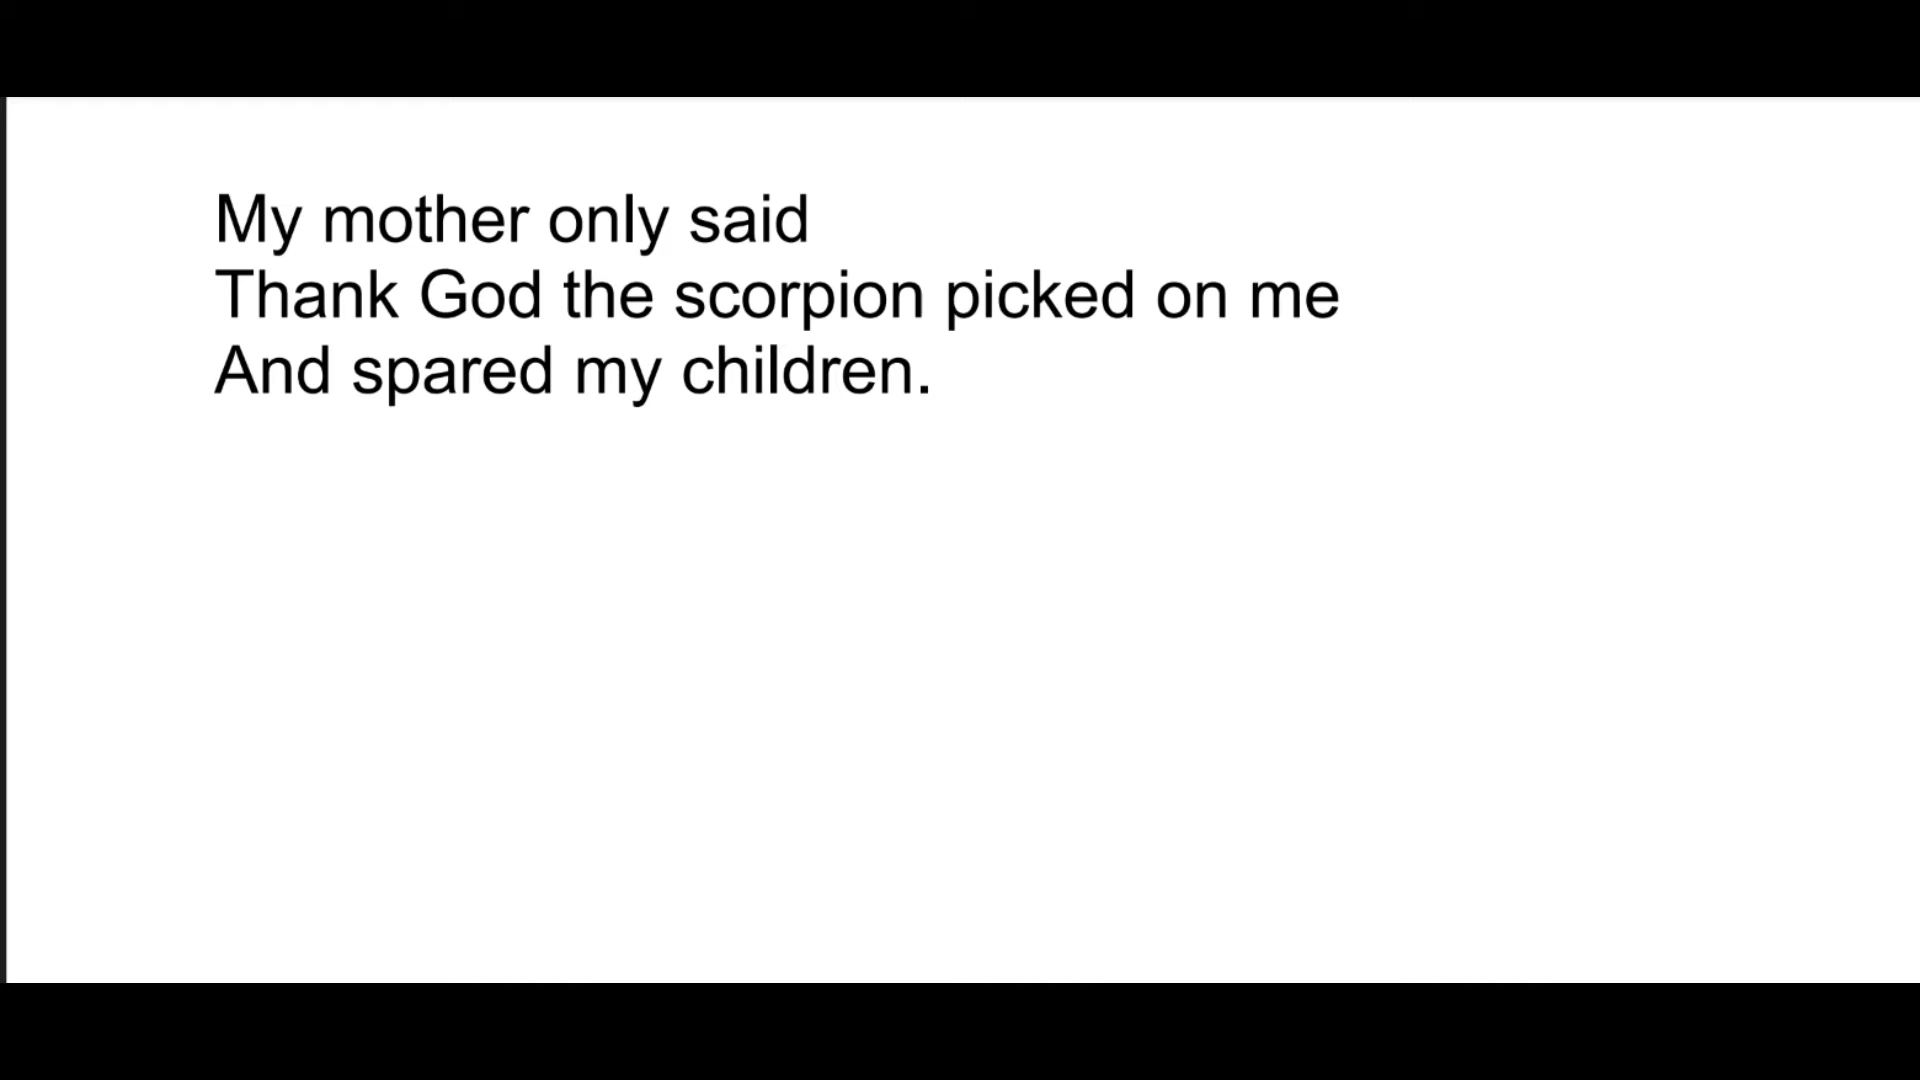 My mother only said
Thank God the scorpion picked on me
And spared my children.